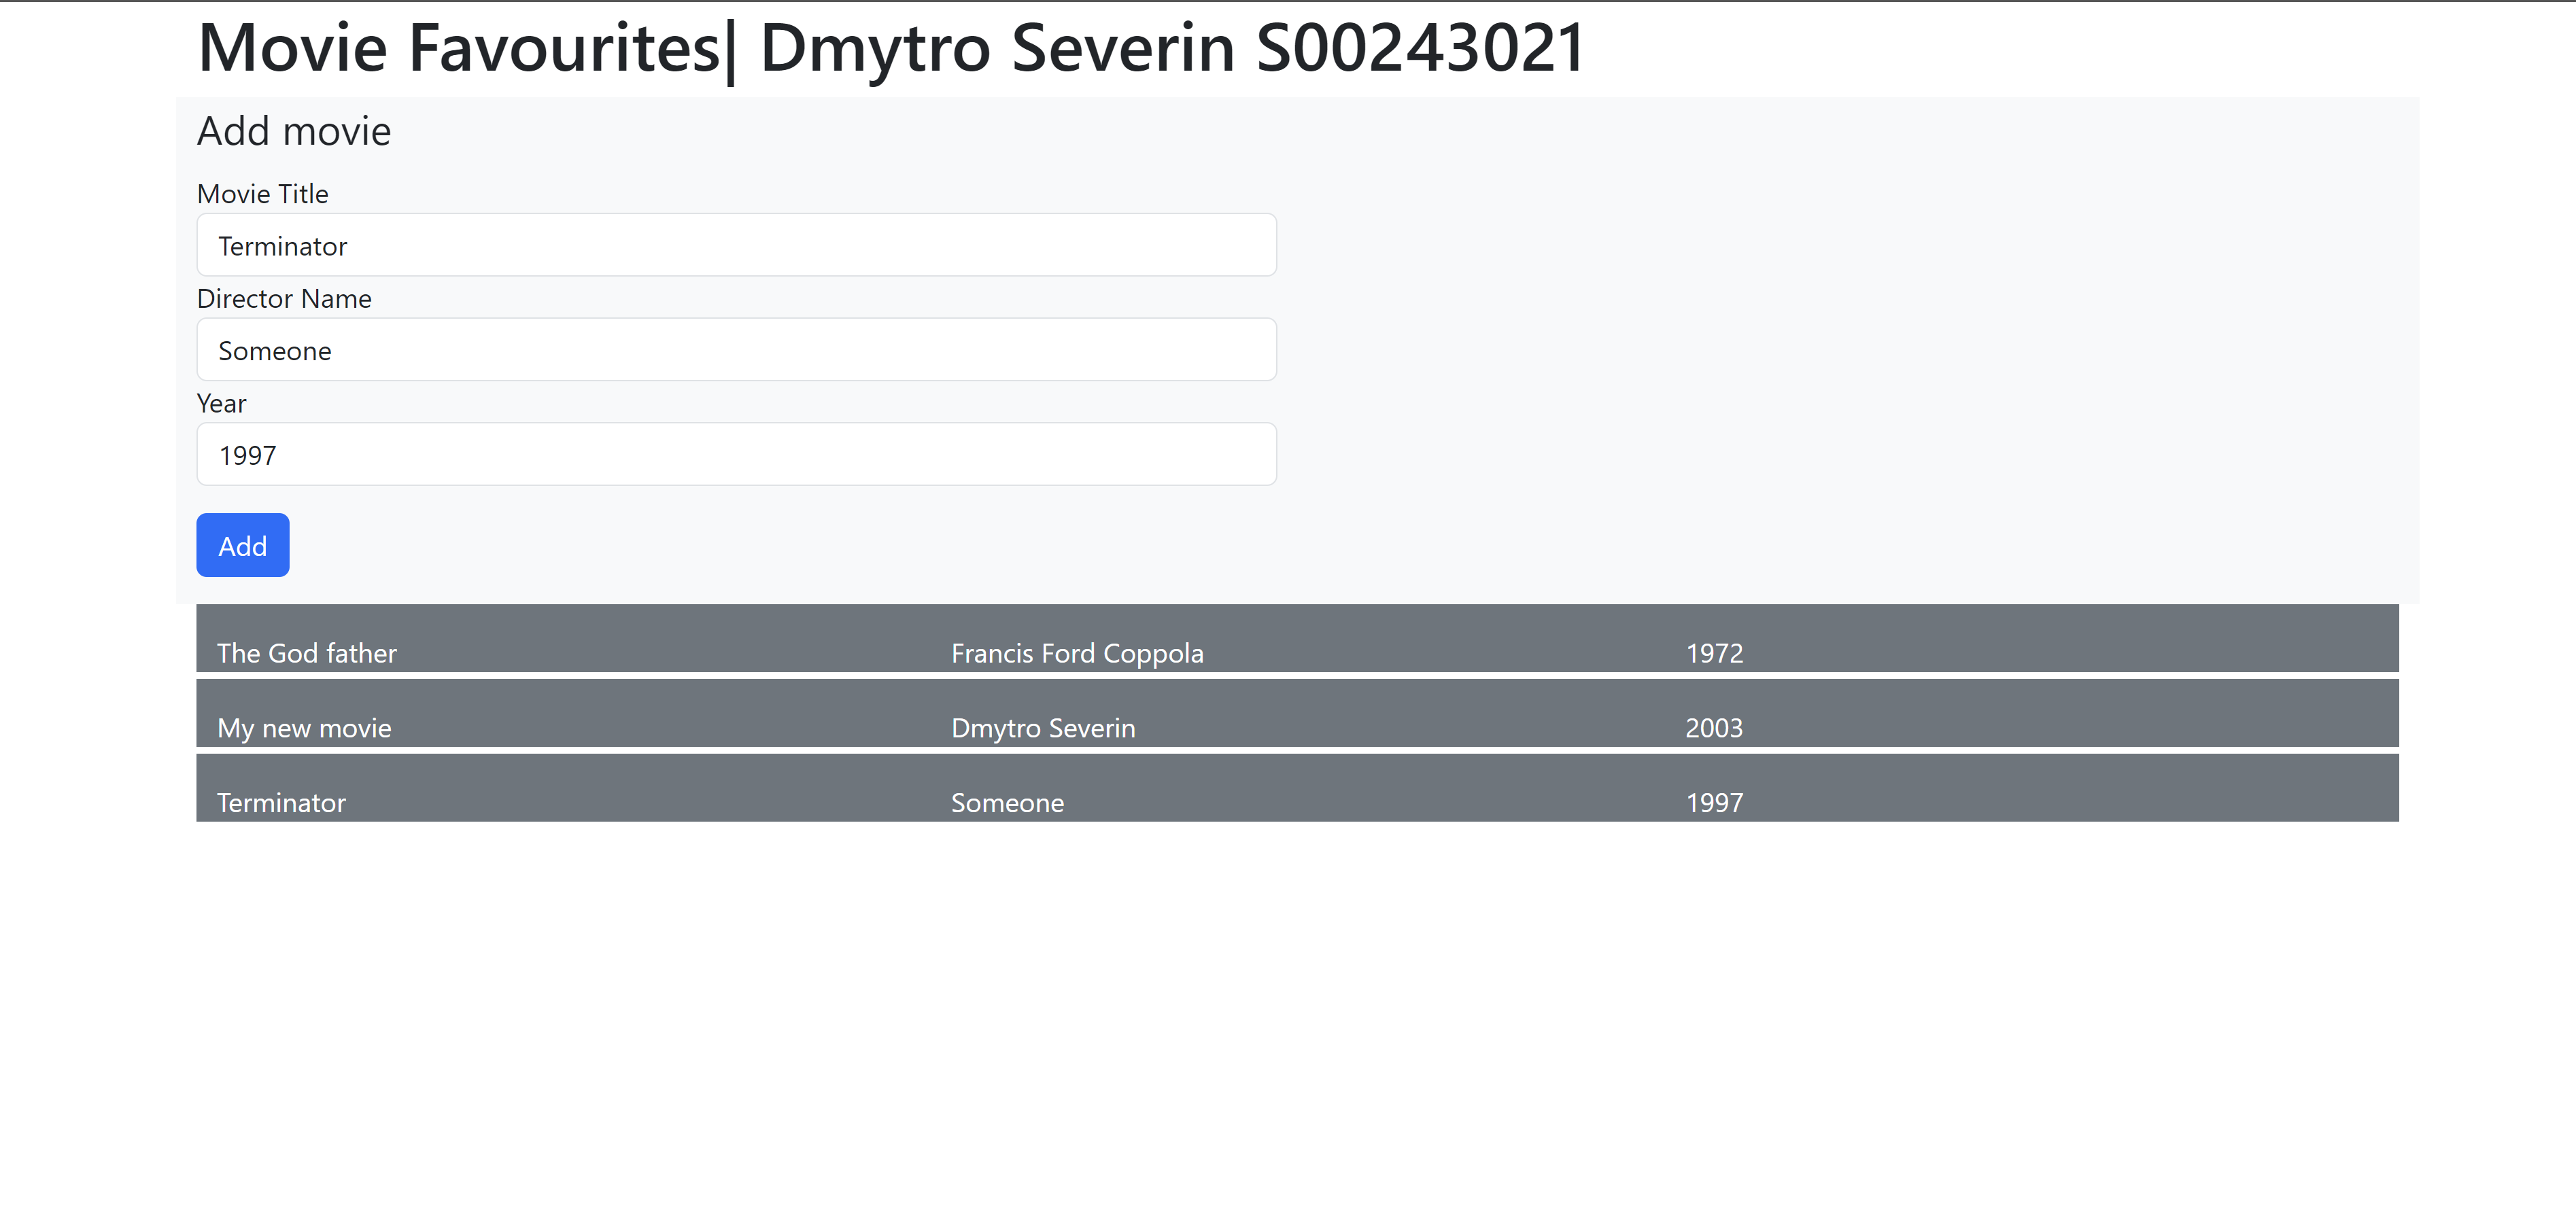 Movie Favourites| Dmytro Severin S00243021
Add movie
Movie Title
Terminator
Director Name
Someone
Year
1997
Add
The God father Francis Ford Coppola 1972
My new movie Dmytro Severin 2003
Terminator Someone 1997